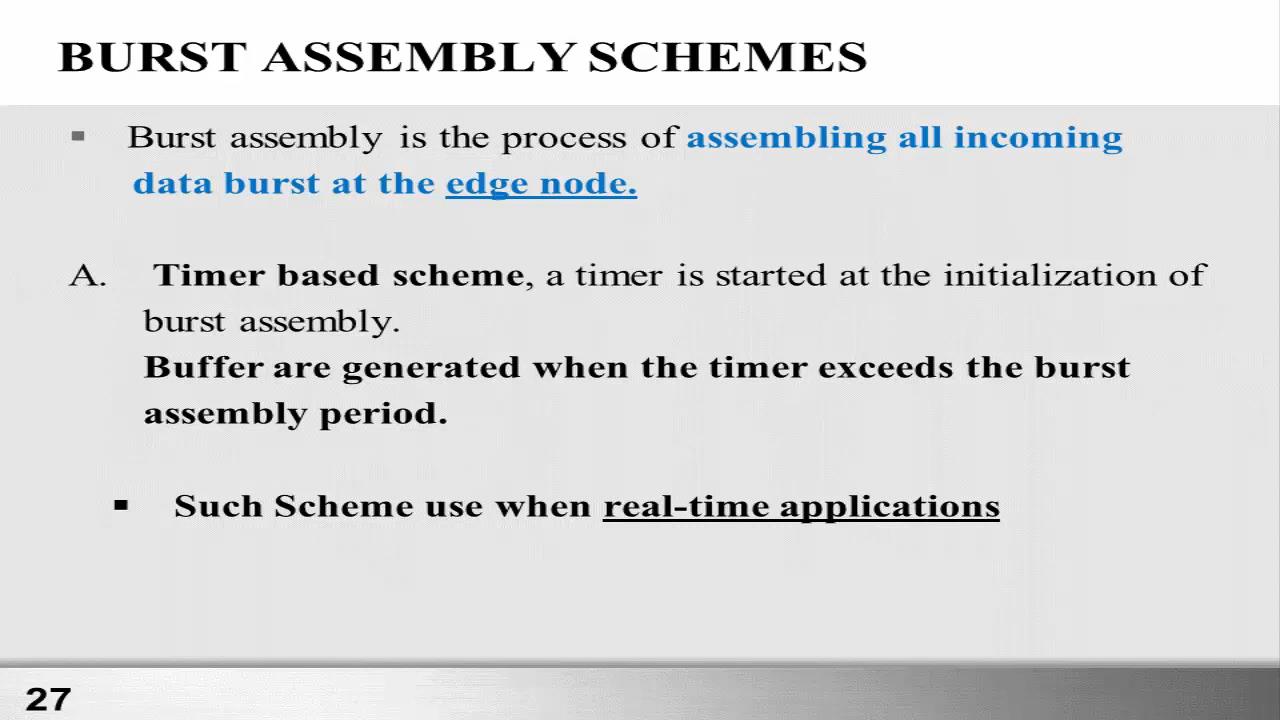 BURST ASSEMBLY SCHEMES
▪ Burst assembly is the process of assembling all incoming
data burst at the edge node.
A. Timer based scheme, a timer is started at the initialization of
burst assembly.
Buffer are generated when the timer exceeds the burst
assembly period.
▪ Such Scheme use when real-time applications
27